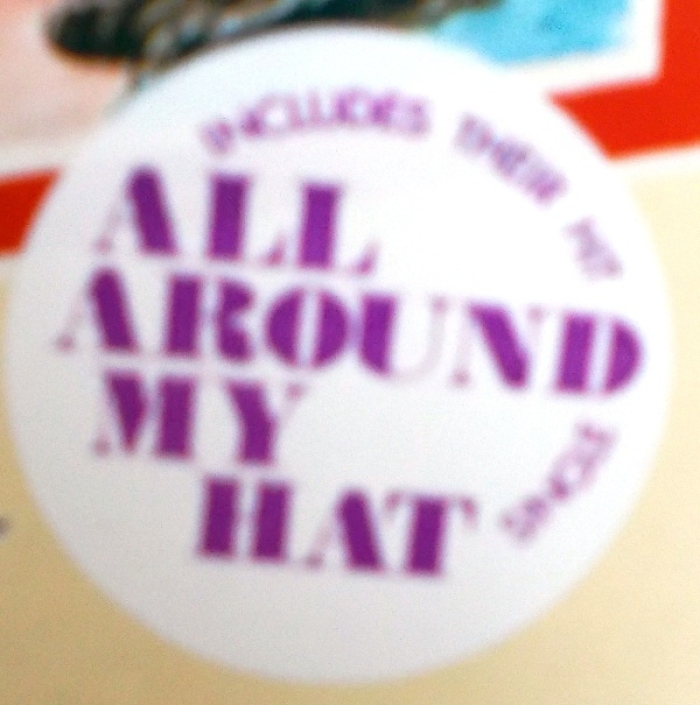 INCLUDES THEIR HIT
ALL
AROUND
MY
HAT
SINGLE